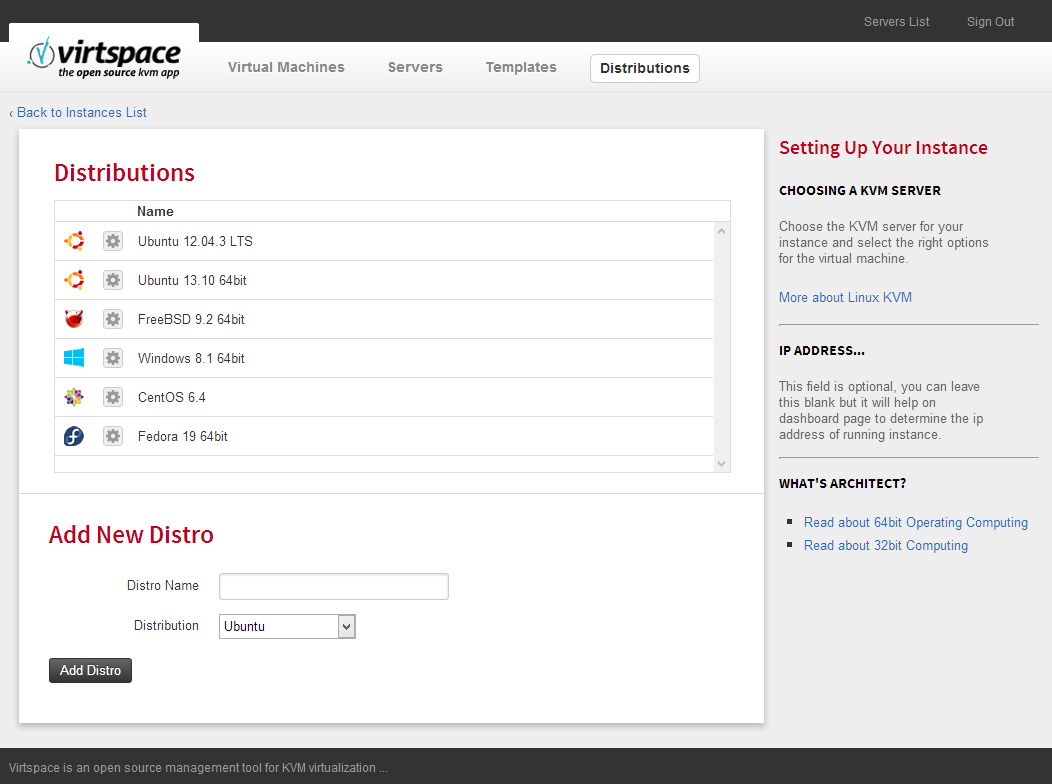 Servers List Sign Out
virtspace
the open source kvm app
Virtual Machines Servers Templates Distributions
‹ Back to Instances List
Distributions
Name
Ubuntu 12.04.3 LTS
Ubuntu 13.10 64bit
FreeBSD 9.2 64bit
Windows 8.1 64bit
CentOS 6.4
Fedora 19 64bit
Add New Distro
Distro Name
Distribution Ubuntu
Add Distro
Setting Up Your Instance
CHOOSING A KVM SERVER
Choose the KVM server for your
instance and select the right options
for the virtual machine.
More about Linux KVM
IP ADDRESS...
This field is optional, you can leave
this blank but it will help on
dashboard page to determine the ip
address of running instance.
WHAT'S ARCHITECT?
Read about 64bit Operating Computing
Read about 32bit Computing
Virtspace is an open source management tool for KVM virtualization ...